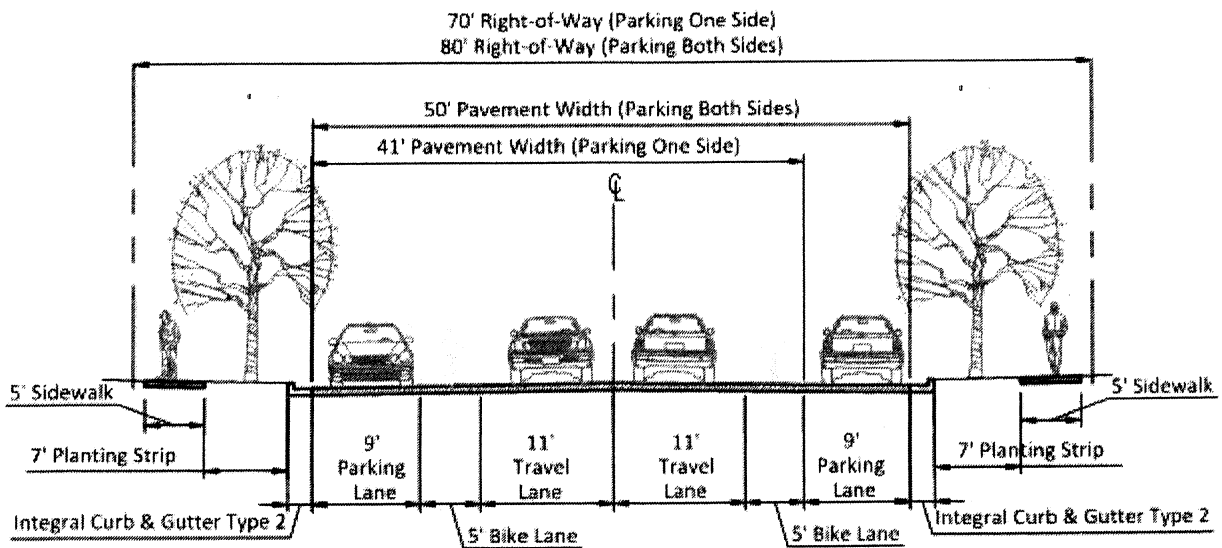 70' Right-of-Way (Parking One Side)
80' Right-of-Way (Parking Both Sides)
50' Pavement Width (Parking Both Sides)
41' Pavement Width (Parking One Side)
CL
5' Sidewalk
5' Sidewalk
7' Planting Strip
9'
Parking
Lane
11'
Travel
Lane
11'
Travel
Lane
9'
Parking
Lane
7' Planting Strip
Integral Curb & Gutter Type 2
5' Bike Lane
5' Bike Lane
Integral Curb & Gutter Type 2